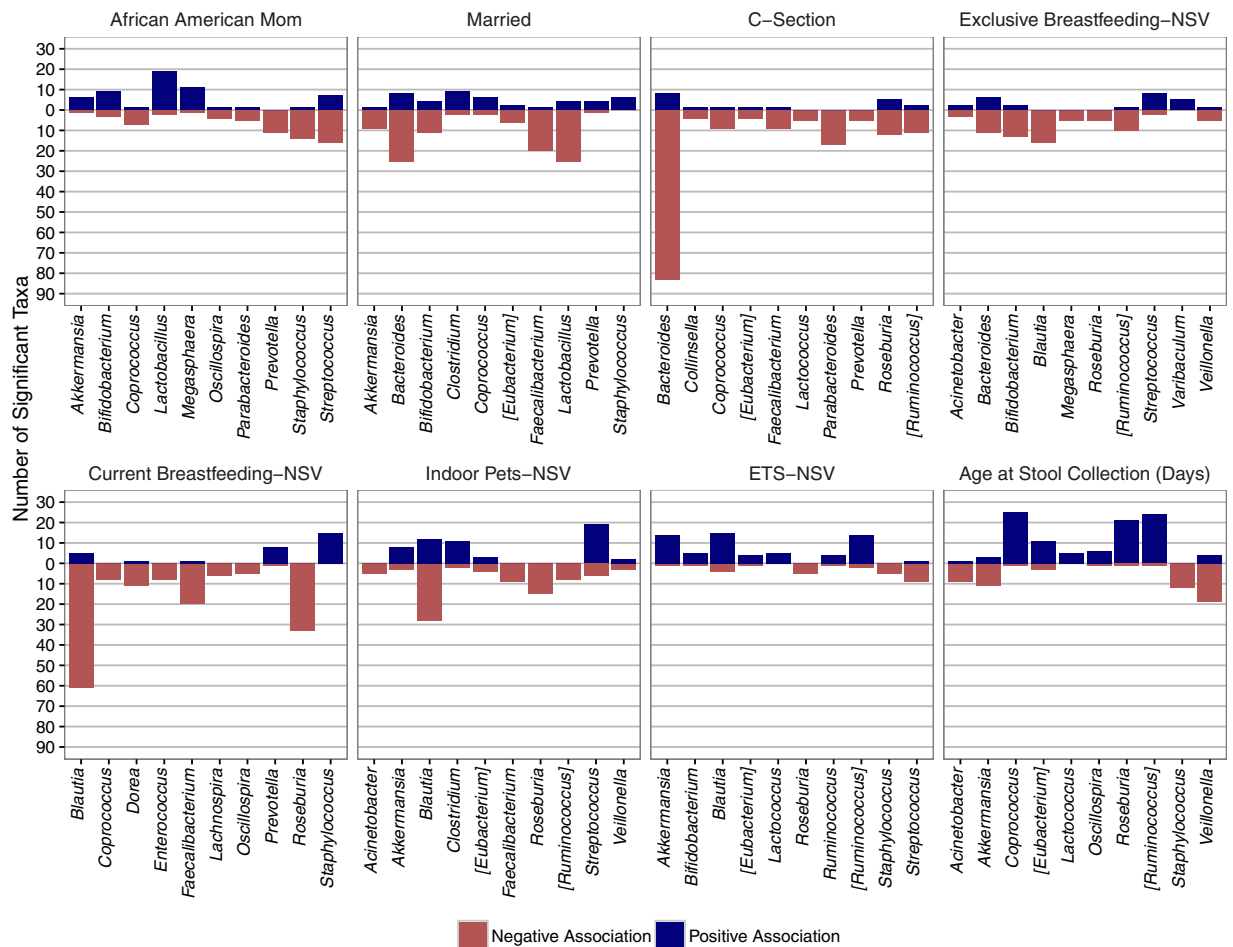 African American Mom
Married
C−Section
Exclusive Breastfeeding−NSV
30
20
10
0
10
20
30
40
50
60
70
80
90
Akkermansia
Bifidobacterium
Coprococcus
Lactobacillus
Megasphaera
Oscillospira
Parabacteroides
Prevotella
Staphylococcus
Streptococcus
Akkermansia
Bacteroides
Bifidobacterium
Clostridium
Coprococcus
[Eubacterium]
Faecalibacterium
Lactobacillus
Prevotella
Staphylococcus
Bacteroides
Collinsella
Coprococcus
[Eubacterium]
Faecalibacterium
Lactococcus
Parabacteroides
Prevotella
Roseburia
[Ruminococcus]
Acinetobacter
Bacteroides
Bifidobacterium
Blautia
Megasphaera
Roseburia
[Ruminococcus]
Streptococcus
Varibaculum
Veillonella
Number of Significant Taxa
Current Breastfeeding−NSV
Indoor Pets−NSV
ETS−NSV
Age at Stool Collection (Days)
30
20
10
0
10
20
30
40
50
60
70
80
90
Blautia
Coprococcus
Dorea
Enterococcus
Faecalibacterium
Lachnospira
Oscillospira
Prevotella
Roseburia
Staphylococcus
Acinetobacter
Akkermansia
Blautia
Clostridium
[Eubacterium]
Faecalibacterium
Roseburia
[Ruminococcus]
Streptococcus
Veillonella
Akkermansia
Bifidobacterium
Blautia
[Eubacterium]
Lactococcus
Roseburia
Ruminococcus
[Ruminococcus]
Staphylococcus
Streptococcus
Acinetobacter
Akkermansia
Coprococcus
[Eubacterium]
Lactococcus
Oscillospira
Roseburia
[Ruminococcus]
Staphylococcus
Veillonella
Negative Association
Positive Association